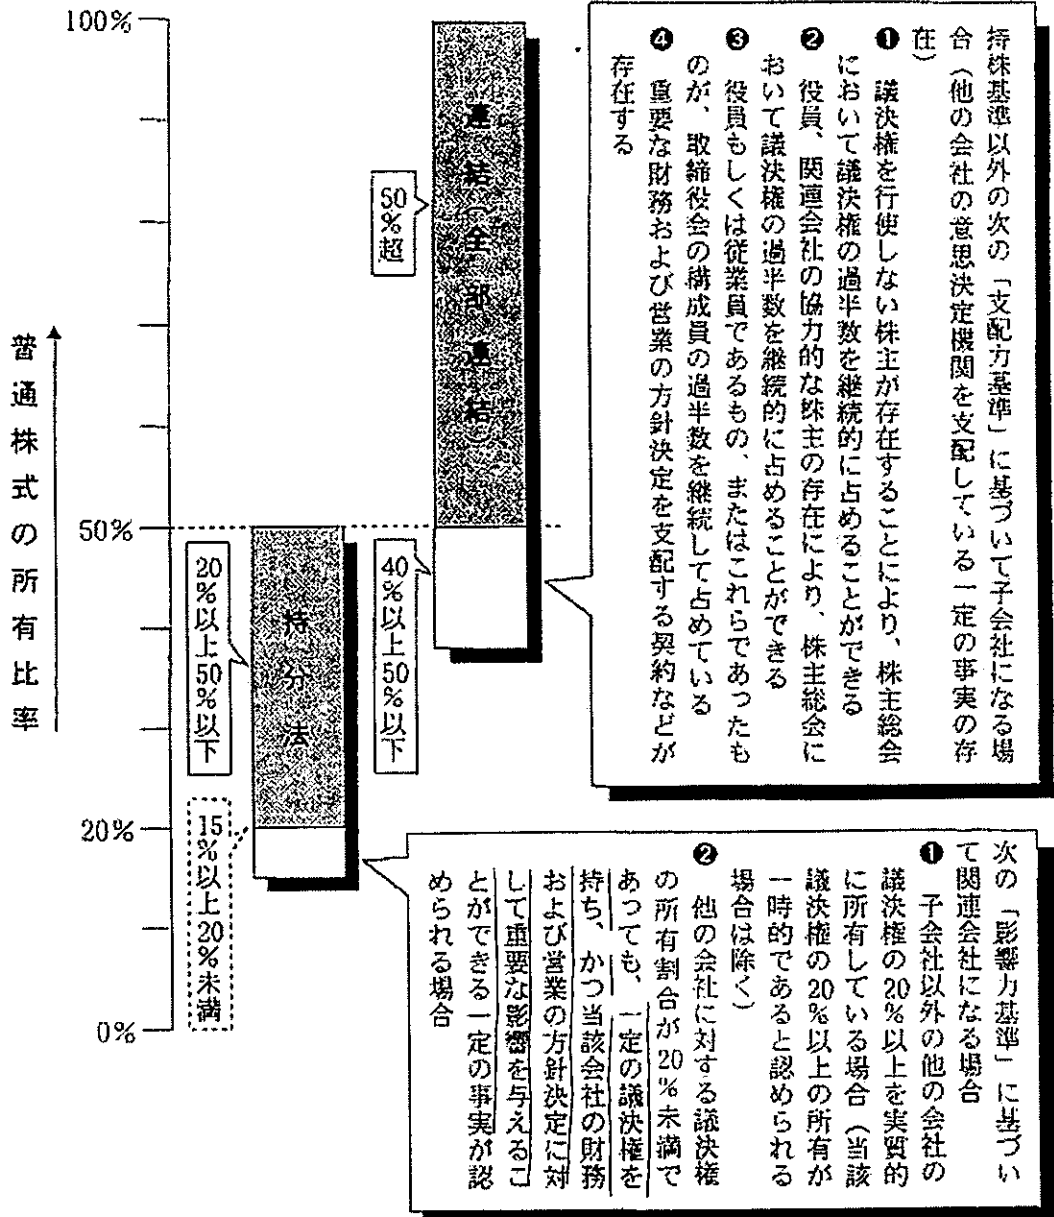 持株基準以外の次の「支配力基準」に基づいて子会社になる場
合（他の会社の意思決定機関を支配している一定の事実の存
在）
❶ 議決権を行使しない株主が存在することにより、株主総会
において議決権の過半数を継続的に占めることができる
❷ 役員、関連会社の協力的な株主の存在により、株主総会に
おいて議決権の過半数を継続的に占めることができる
❸ 役員もしくは従業員であるもの、またはこれらであったも
のが、取締役会の構成員の過半数を継続して占めている
❹ 重要な財務および営業の方針決定を支配する契約などが
存在する
連結（全部連結）
50%超
40%以上50%以下
持分法
20%以上50%以下
15%以上20%未満
100%
50%
20%
0%
普通株式の所有比率
次の「影響力基準」に基づい
て関連会社になる場合
❶ 子会社以外の他の会社の
議決権の20%以上を実質的
に所有している場合（当該
議決権の20%以上の所有が
一時的であると認められる
場合は除く）
❷ 他の会社に対する議決権
の所有割合が20%未満で
あっても、一定の議決権を
持ち、かつ当該会社の財務
および営業の方針決定に対
して重要な影響を与えるこ
とができる一定の事実が認
められる場合